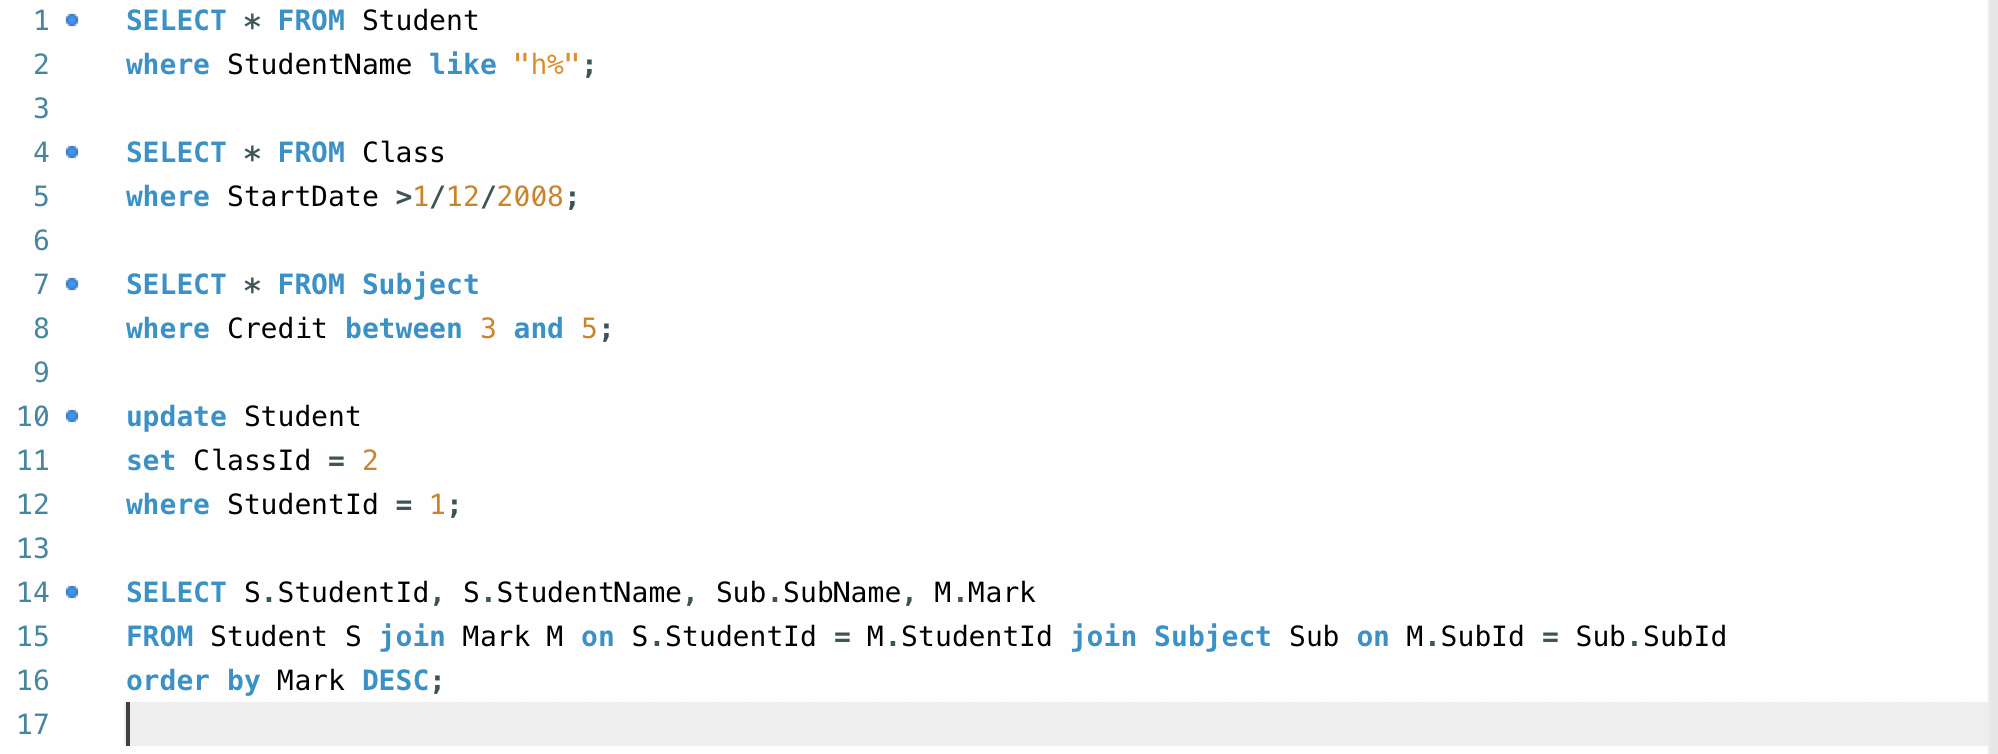 1 SELECT * FROM Student
2 where StudentName like "h%";
3
4 SELECT * FROM Class
5 where StartDate >1/12/2008;
6
7 SELECT * FROM Subject
8 where Credit between 3 and 5;
9
10 update Student
11 set ClassId = 2
12 where StudentId = 1;
13
14 SELECT S.StudentId, S.StudentName, Sub.SubName, M.Mark
15 FROM Student S join Mark M on S.StudentId = M.StudentId join Subject Sub on M.SubId = Sub.SubId
16 order by Mark DESC;
17